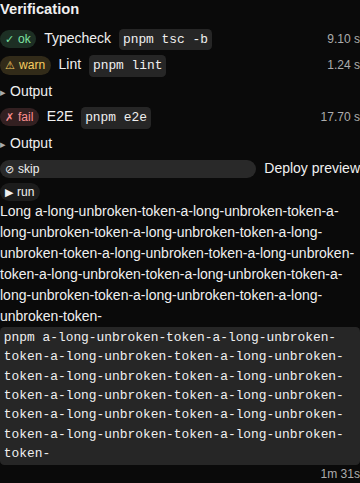 Verification
✓ ok Typecheck pnpm tsc -b 9.10 s
⚠ warn Lint pnpm lint 1.24 s
▸ Output
✗ fail E2E pnpm e2e 17.70 s
▸ Output
⊘ skip Deploy preview
▶ run
Long a-long-unbroken-token-a-long-unbroken-token-a-
long-unbroken-token-a-long-unbroken-token-a-long-
unbroken-token-a-long-unbroken-token-a-long-unbroken-
token-a-long-unbroken-token-a-long-unbroken-token-a-
long-unbroken-token-a-long-unbroken-token-a-long-
unbroken-token-
pnpm a-long-unbroken-token-a-long-unbroken-
token-a-long-unbroken-token-a-long-unbroken-
token-a-long-unbroken-token-a-long-unbroken-
token-a-long-unbroken-token-a-long-unbroken-
token-a-long-unbroken-token-a-long-unbroken-
token-a-long-unbroken-token-a-long-unbroken-
token-
1m 31s